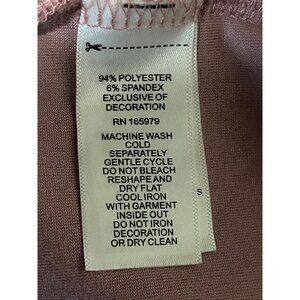 94% POLYESTER
6% SPANDEX
EXCLUSIVE OF
DECORATION
RN 165979
MACHINE WASH
COLD
SEPARATELY
GENTLE CYCLE
DO NOT BLEACH
RESHAPE AND
DRY FLAT
COOL IRON
WITH GARMENT
INSIDE OUT
DO NOT IRON
DECORATION
OR DRY CLEAN
S